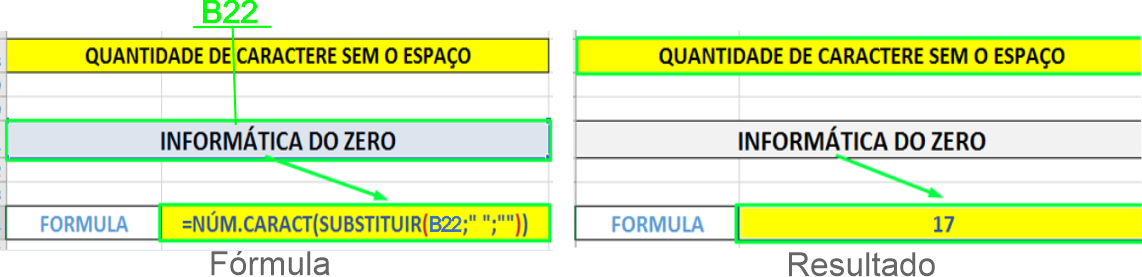 B22
QUANTIDADE DE CARACTERE SEM O ESPAÇO
INFORMÁTICA DO ZERO
FORMULA =NÚM.CARACT(SUBSTITUIR(B22;" ";""))
Fórmula
QUANTIDADE DE CARACTERE SEM O ESPAÇO
INFORMÁTICA DO ZERO
FORMULA 17
Resultado